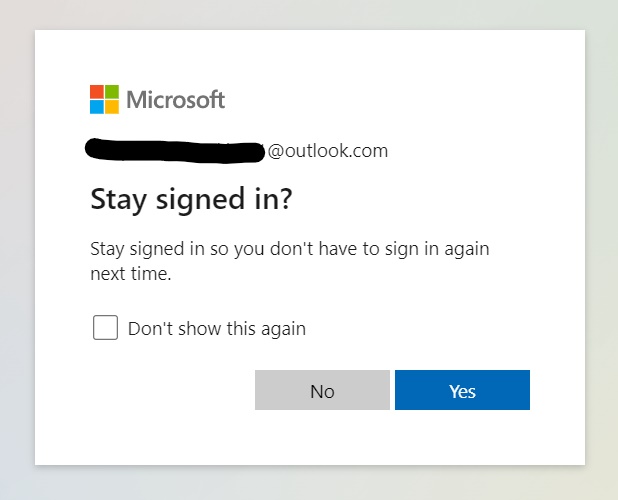 Microsoft
@outlook.com
Stay signed in?
Stay signed in so you don't have to sign in again
next time.
Don't show this again
No
Yes